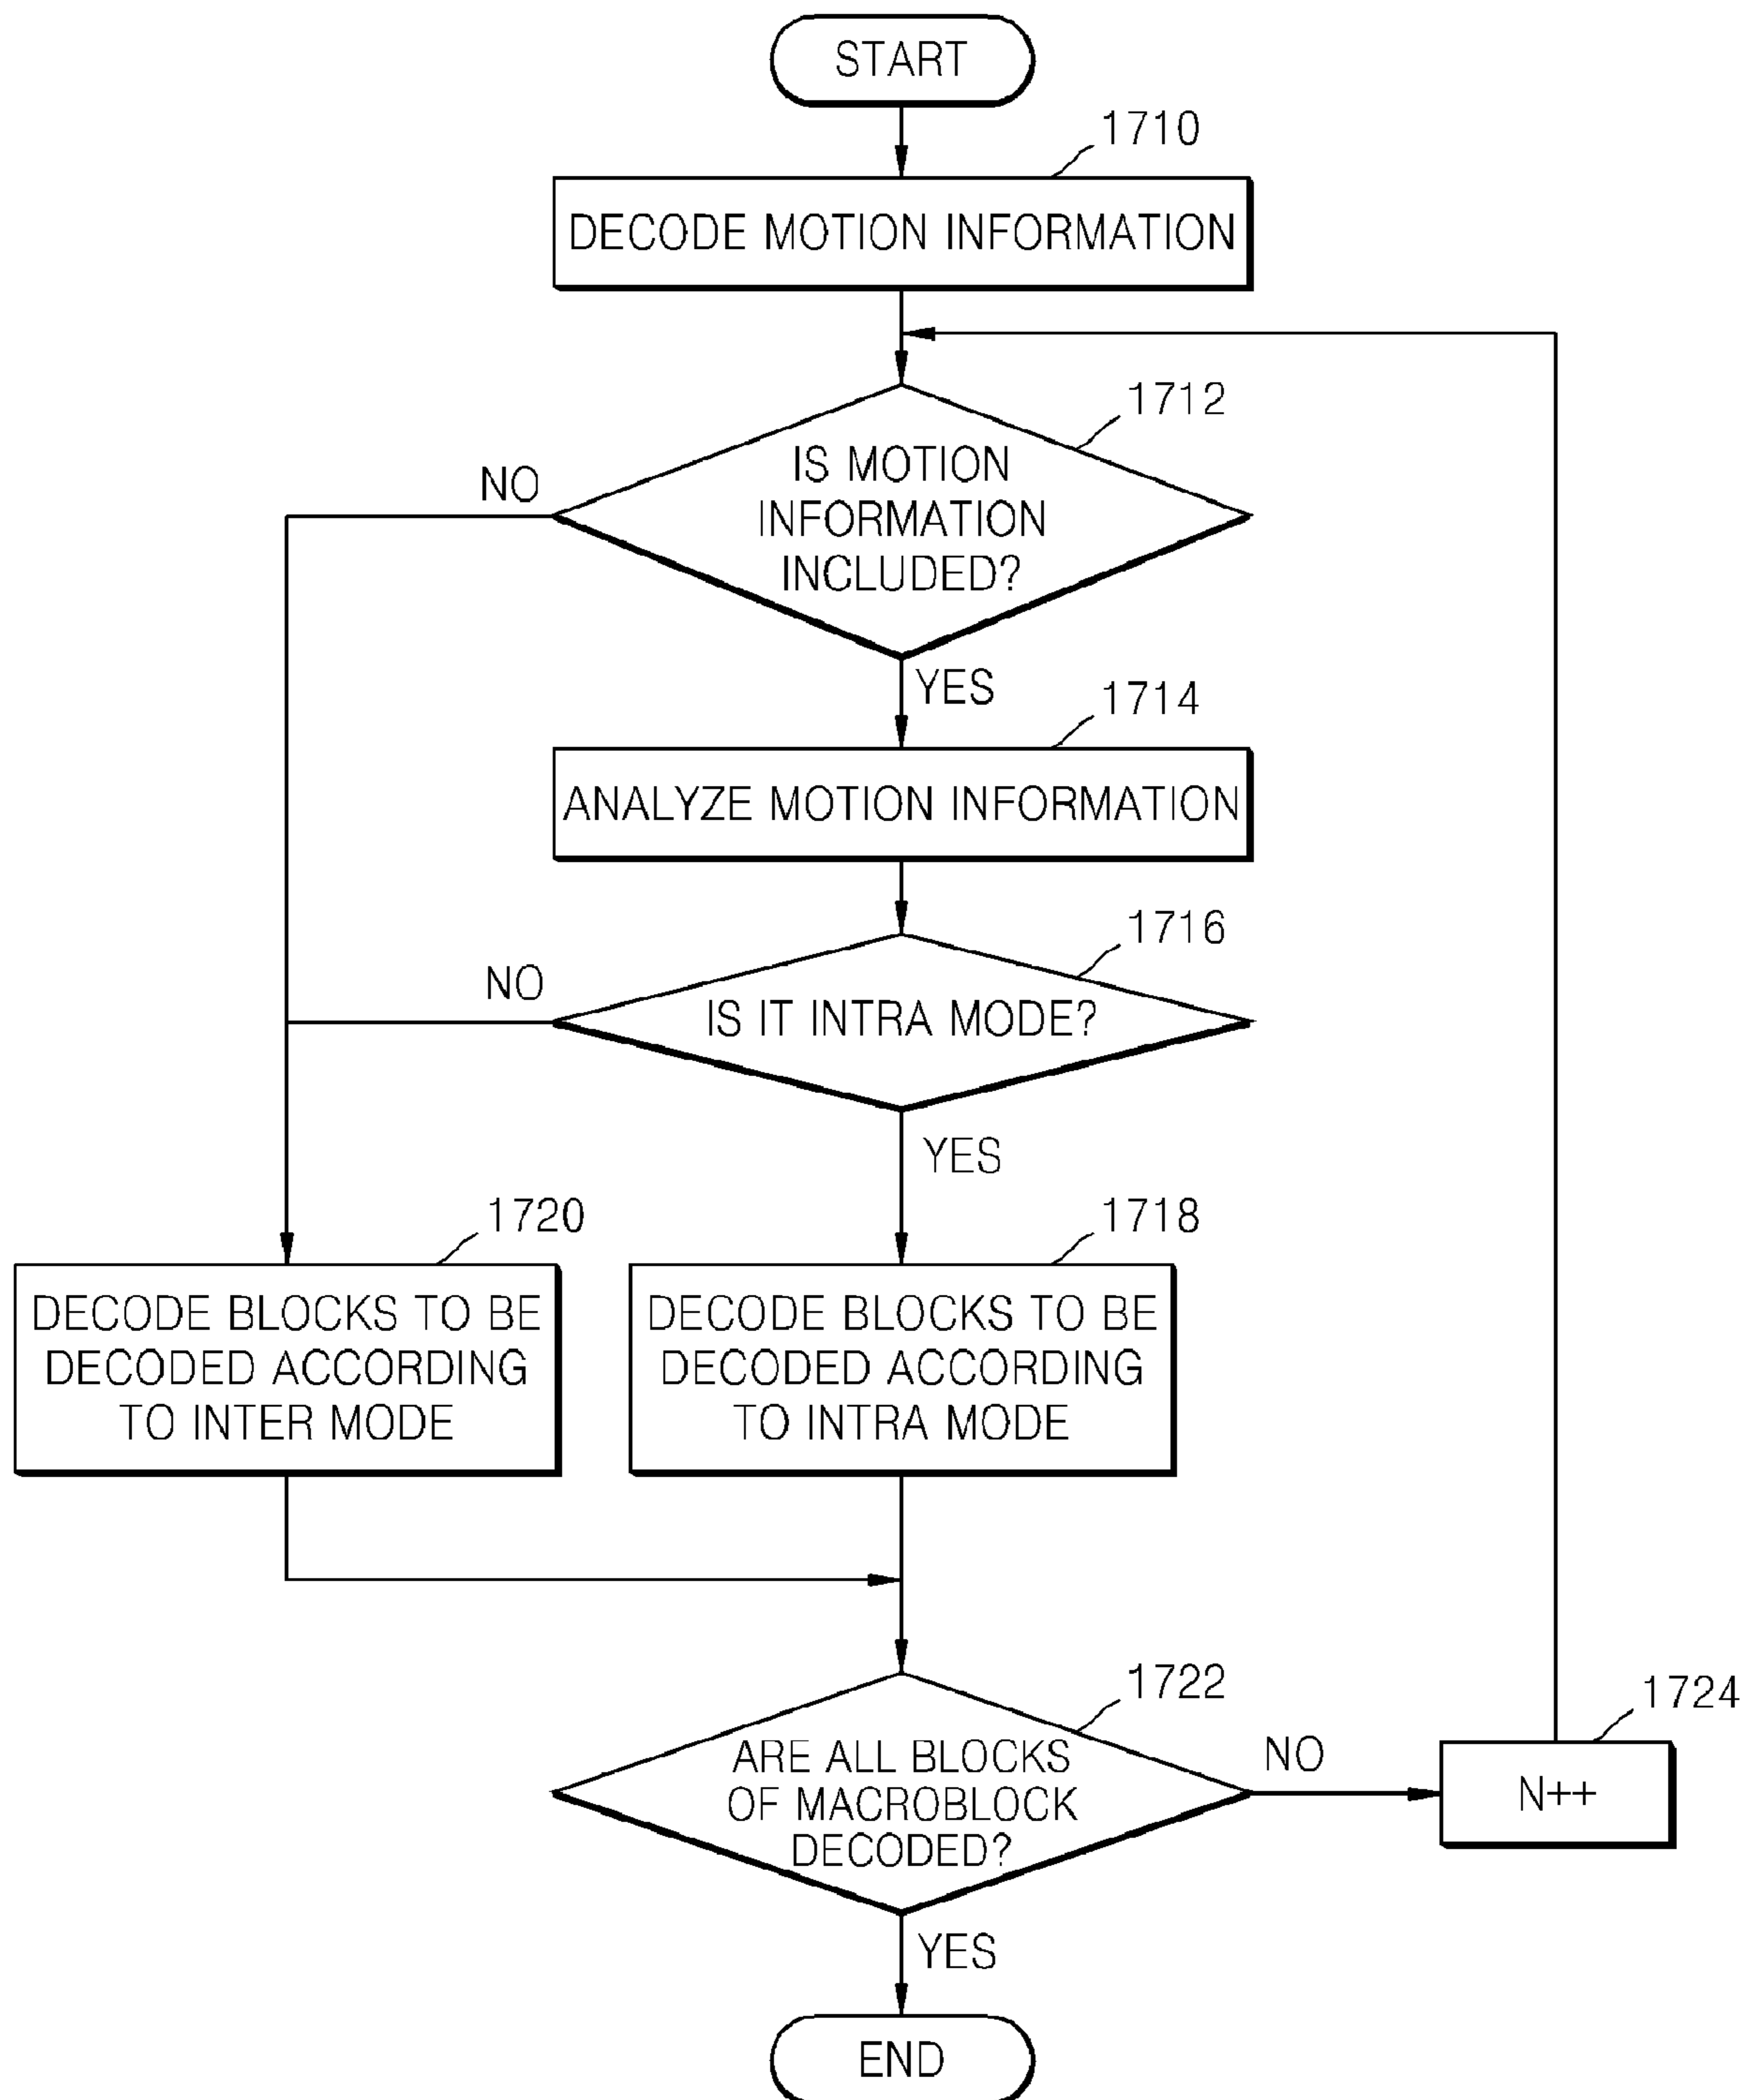 START
1710
DECODE MOTION INFORMATION
1712
IS MOTION
INFORMATION
INCLUDED?
NO
YES
1714
ANALYZE MOTION INFORMATION
1716
IS IT INTRA MODE?
NO
YES
1720
DECODE BLOCKS TO BE
DECODED ACCORDING
TO INTER MODE
1718
DECODE BLOCKS TO BE
DECODED ACCORDING
TO INTRA MODE
1722
ARE ALL BLOCKS
OF MACROBLOCK
DECODED?
NO
1724
N++
YES
END